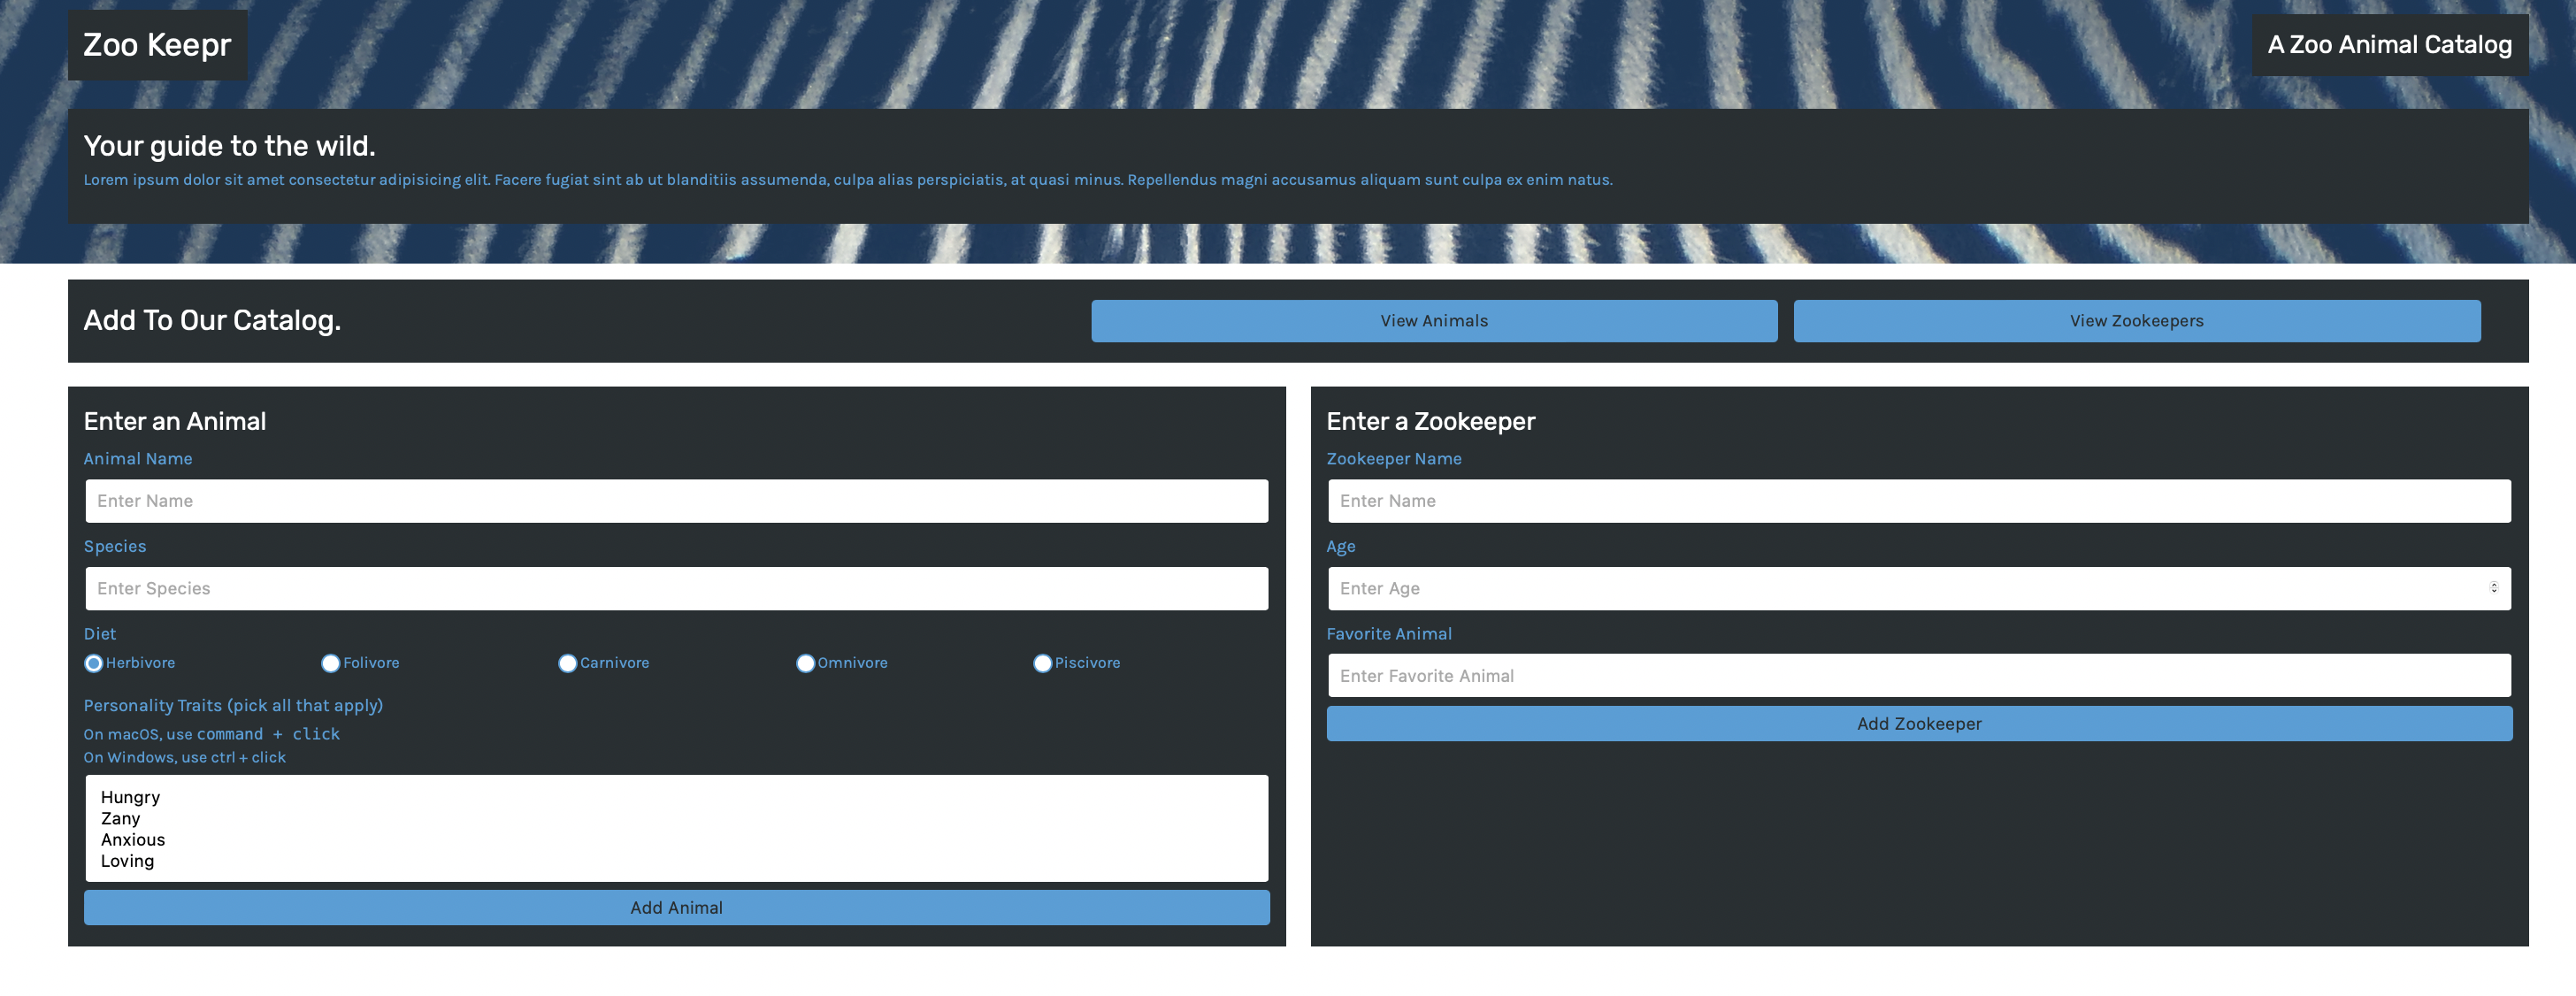 Zoo Keepr
A Zoo Animal Catalog
Your guide to the wild.
Lorem ipsum dolor sit amet consectetur adipisicing elit. Facere fugiat sint ab ut blanditiis assumenda, culpa alias perspiciatis, at quasi minus. Repellendus magni accusamus aliquam sunt culpa ex enim natus.
Add To Our Catalog.
View Animals
View Zookeepers
Enter an Animal
Animal Name
Enter Name
Species
Enter Species
Diet
Herbivore Folivore Carnivore Omnivore Piscivore
Personality Traits (pick all that apply)
On macOS, use command + click
On Windows, use ctrl + click
Hungry
Zany
Anxious
Loving
Add Animal
Enter a Zookeeper
Zookeeper Name
Enter Name
Age
Enter Age
Favorite Animal
Enter Favorite Animal
Add Zookeeper